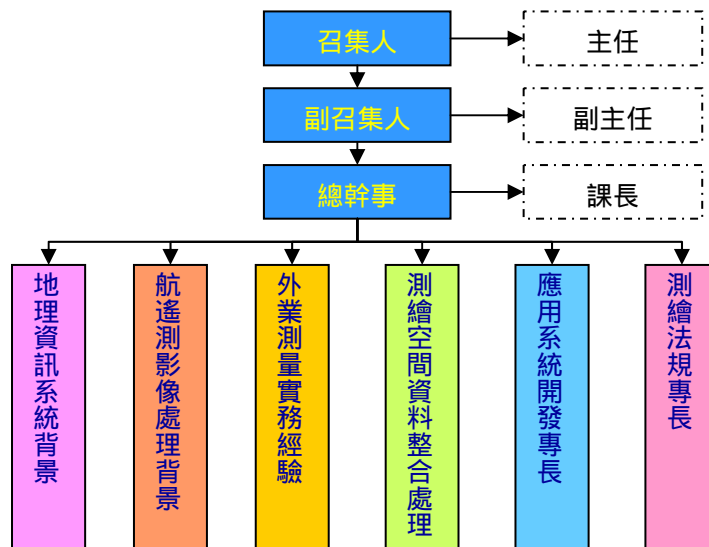 召集人
主任
副召集人
副主任
總幹事
課長
地理資訊系統背景
航遙測影像處理背景
外業測量實務經驗
測繪空間資料整合處理
應用系統開發專長
測繪法規專長